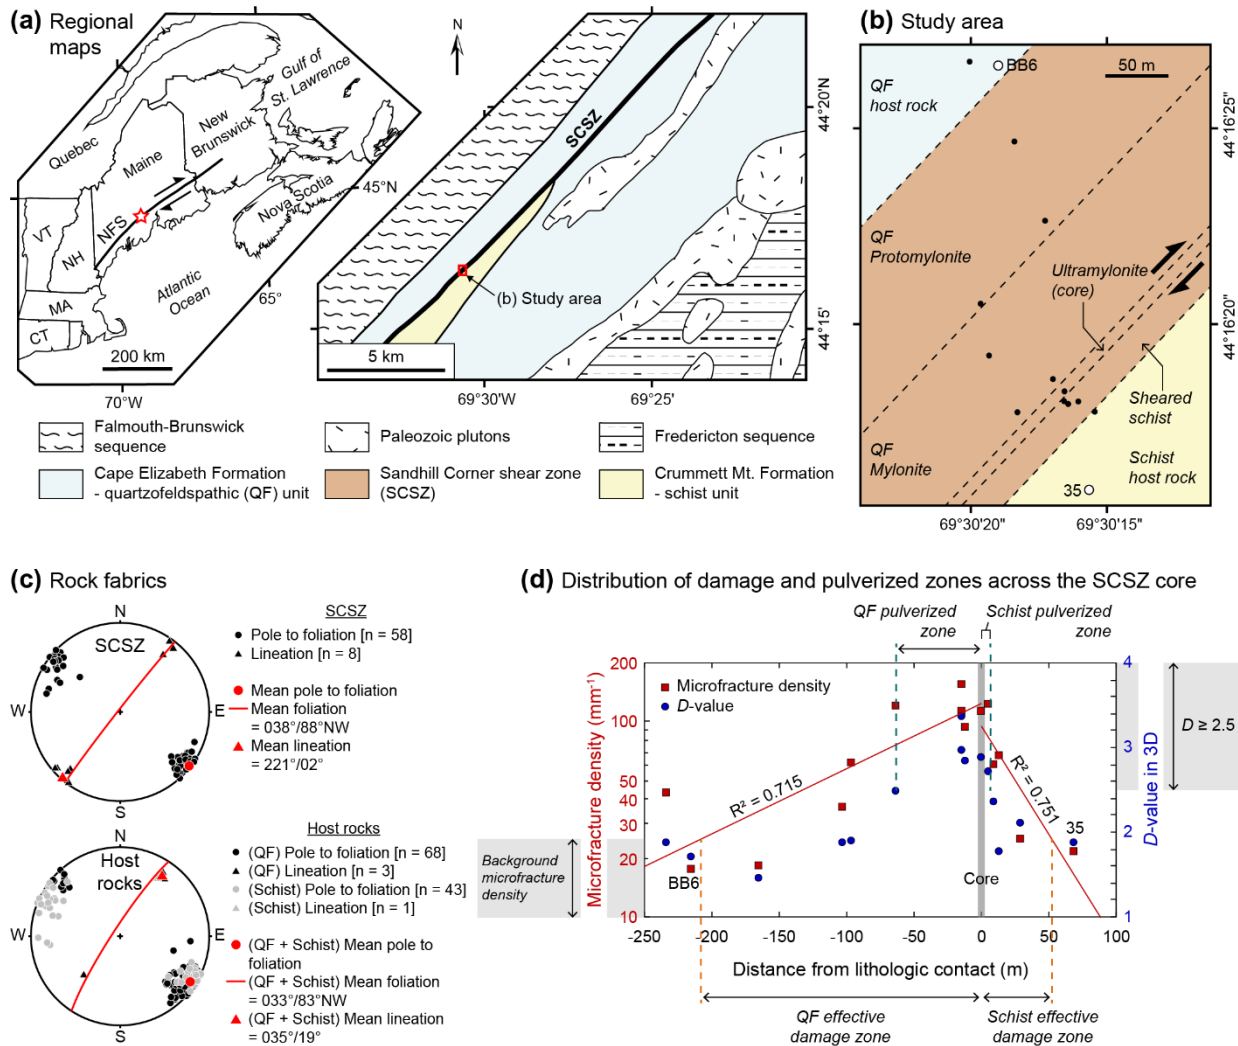 (a) Regional
maps
N
Gulf of
St. Lawrence
New
Brunswick
Quebec
Maine
Nova Scotia
45°N
NFS
VT
NH
MA
CT
Atlantic
Ocean
65°
200 km
70°W
SCSZ
(b) Study area
5 km
44°20'N
44°15'
69°30'W
69°25'
Falmouth-Brunswick
sequence
Paleozoic plutons
Fredericton sequence
Cape Elizabeth Formation
- quartzofeldspathic (QF) unit
Sandhill Corner shear zone
(SCSZ)
Crummett Mt. Formation
- schist unit
(b) Study area
QF
host rock
BB6
50 m
44°16'25"
QF
Protomylonite
Ultramylonite
(core)
44°16'20"
Sheared
schist
QF
Mylonite
Schist
host rock
35
69°30'20"
69°30'15"
(c) Rock fabrics
N
SCSZ
W
E
S
SCSZ
Pole to foliation [n = 58]
Lineation [n = 8]
Mean pole to foliation
Mean foliation
= 038°/88°NW
Mean lineation
= 221°/02°
N
Host
rocks
W
E
S
Host rocks
(QF) Pole to foliation [n = 68]
(QF) Lineation [n = 3]
(Schist) Pole to foliation [n = 43]
(Schist) Lineation [n = 1]
(QF + Schist) Mean pole to
foliation
(QF + Schist) Mean foliation
= 033°/83°NW
(QF + Schist) Mean lineation
= 035°/19°
(d) Distribution of damage and pulverized zones across the SCSZ core
QF pulverized
zone
Schist pulverized
zone
Microfracture density
D-value
200
100
50
40
30
20
10
Microfracture density (mm⁻¹)
4
3
2
1
D-value in 3D
D ≥ 2.5
R² = 0.715
R² = 0.751
Background
microfracture
density
BB6
35
Core
-250
-200
-150
-100
-50
0
50
100
Distance from lithologic contact (m)
QF effective
damage zone
Schist effective
damage zone